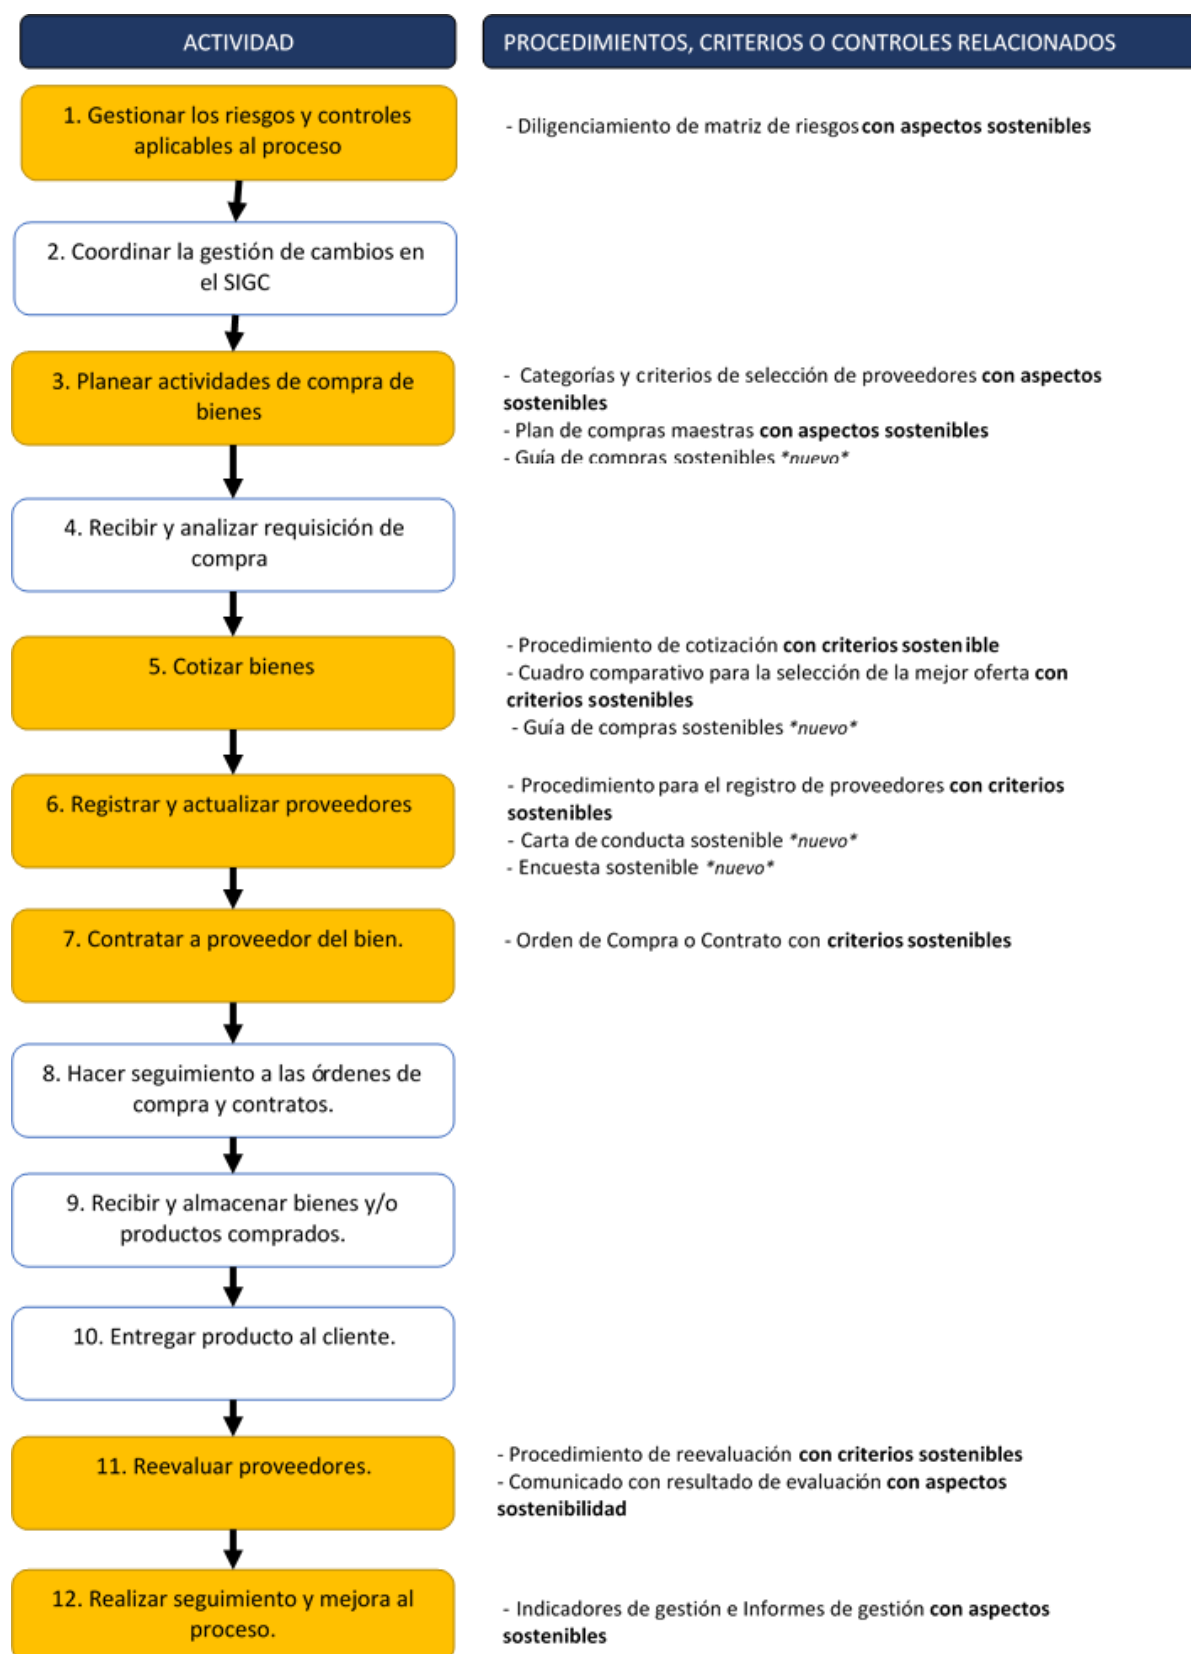 ACTIVIDAD
PROCEDIMIENTOS, CRITERIOS O CONTROLES RELACIONADOS
1. Gestionar los riesgos y controles
aplicables al proceso
- Diligenciamiento de matriz de riesgos con aspectos sostenibles
2. Coordinar la gestión de cambios en
el SIGC
3. Planear actividades de compra de
bienes
- Categorías y criterios de selección de proveedores con aspectos
sostenibles
- Plan de compras maestras con aspectos sostenibles
- Guía de compras sostenibles *nuevo*
4. Recibir y analizar requisición de
compra
5. Cotizar bienes
- Procedimiento de cotización con criterios sostenible
- Cuadro comparativo para la selección de la mejor oferta con
criterios sostenibles
- Guía de compras sostenibles *nuevo*
6. Registrar y actualizar proveedores
- Procedimiento para el registro de proveedores con criterios
sostenibles
- Carta de conducta sostenible *nuevo*
- Encuesta sostenible *nuevo*
7. Contratar a proveedor del bien.
- Orden de Compra o Contrato con criterios sostenibles
8. Hacer seguimiento a las órdenes de
compra y contratos.
9. Recibir y almacenar bienes y/o
productos comprados.
10. Entregar producto al cliente.
11. Reevaluar proveedores.
- Procedimiento de reevaluación con criterios sostenibles
- Comunicado con resultado de evaluación con aspectos
sostenibilidad
12. Realizar seguimiento y mejora al
proceso.
- Indicadores de gestión e Informes de gestión con aspectos
sostenibles